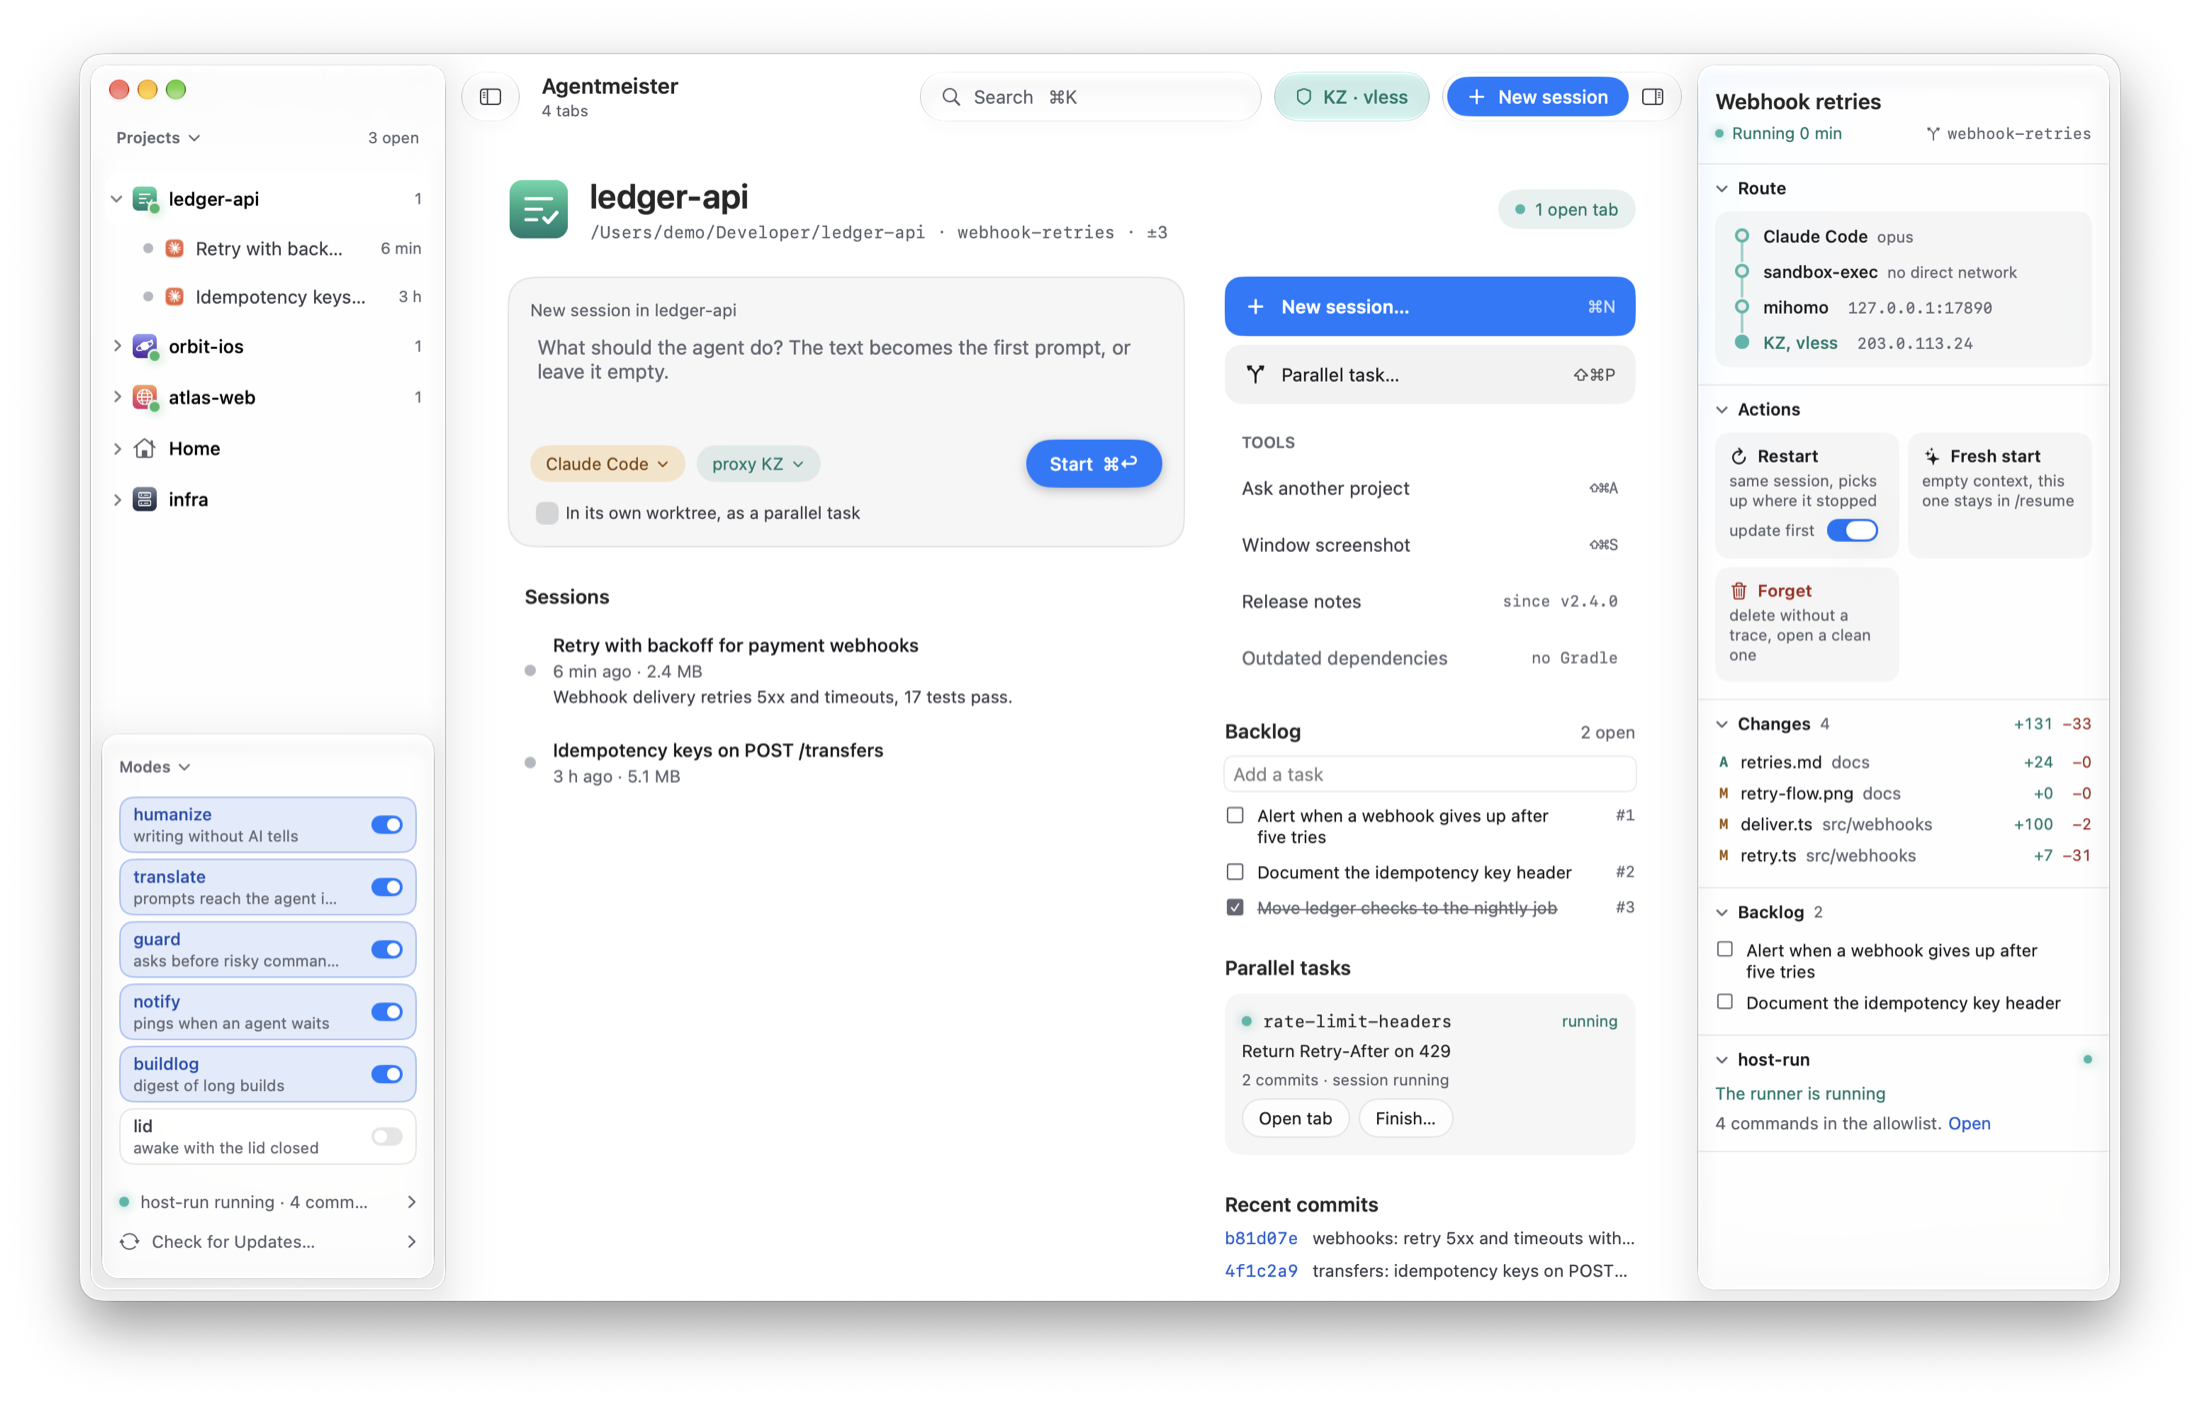 Projects
3 open
ledger-api 1
Retry with back... 6 min
Idempotency keys... 3 h
orbit-ios 1
atlas-web 1
Home
infra
Modes
humanize
writing without AI tells
translate
prompts reach the agent i...
guard
asks before risky comman...
notify
pings when an agent waits
buildlog
digest of long builds
lid
awake with the lid closed
host-run running · 4 comm...
Check for Updates...
Agentmeister
4 tabs
Search ⌘K
KZ · vless
+ New session
ledger-api
/Users/demo/Developer/ledger-api · webhook-retries · ±3
1 open tab
New session in ledger-api
What should the agent do? The text becomes the first prompt, or
leave it empty.
Claude Code
proxy KZ
Start ⌘↩
In its own worktree, as a parallel task
Sessions
Retry with backoff for payment webhooks
6 min ago · 2.4 MB
Webhook delivery retries 5xx and timeouts, 17 tests pass.
Idempotency keys on POST /transfers
3 h ago · 5.1 MB
+ New session... ⌘N
Parallel task... ⇧⌘P
TOOLS
Ask another project ⇧⌘A
Window screenshot ⇧⌘S
Release notes since v2.4.0
Outdated dependencies no Gradle
Backlog 2 open
Add a task
Alert when a webhook gives up after #1
five tries
Document the idempotency key header #2
Move ledger checks to the nightly job #3
Parallel tasks
rate-limit-headers running
Return Retry-After on 429
2 commits · session running
Open tab
Finish...
Recent commits
b81d07e webhooks: retry 5xx and timeouts with...
4f1c2a9 transfers: idempotency keys on POST...
Webhook retries
Running 0 min
webhook-retries
Route
Claude Code opus
sandbox-exec no direct network
mihomo 127.0.0.1:17890
KZ, vless 203.0.113.24
Actions
Restart
same session, picks
up where it stopped
update first
Fresh start
empty context, this
one stays in /resume
Forget
delete without a
trace, open a clean
one
Changes 4 +131 −33
A retries.md docs +24 −0
M retry-flow.png docs +0 −0
M deliver.ts src/webhooks +100 −2
M retry.ts src/webhooks +7 −31
Backlog 2
Alert when a webhook gives up after
five tries
Document the idempotency key header
host-run
The runner is running
4 commands in the allowlist. Open